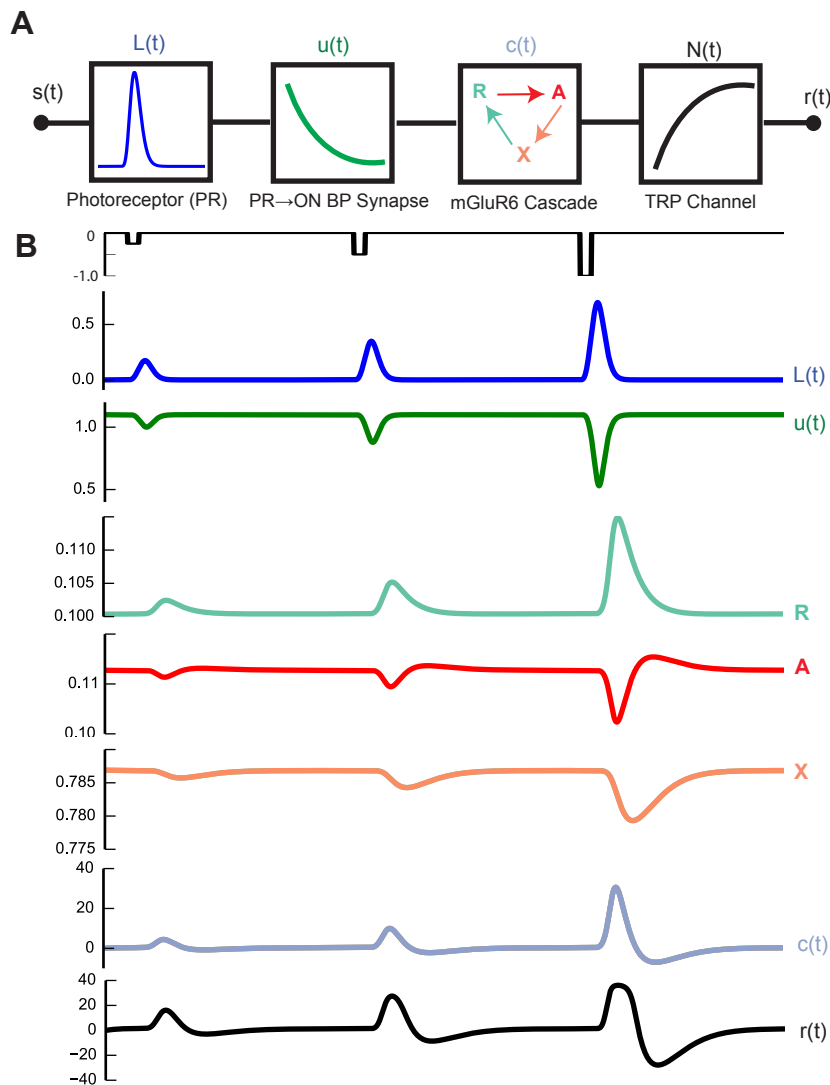 A
L(t)
u(t)
c(t)
N(t)
s(t)
R
A
X
r(t)
Photoreceptor (PR)
PR→ON BP Synapse
mGluR6 Cascade
TRP Channel
B
0
-1.0
0.5
0.0
L(t)
1.0
0.5
u(t)
0.110
0.105
0.100
R
0.11
0.10
A
0.785
0.780
0.775
X
40
20
0
c(t)
40
20
0
−20
−40
r(t)